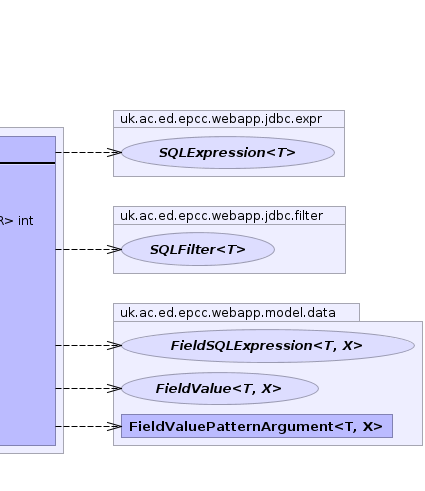 uk.ac.ed.epcc.webapp.jdbc.expr
SQLExpression<T>
R> int
uk.ac.ed.epcc.webapp.jdbc.filter
SQLFilter<T>
uk.ac.ed.epcc.webapp.model.data
FieldSQLExpression<T, X>
FieldValue<T, X>
FieldValuePatternArgument<T, X>